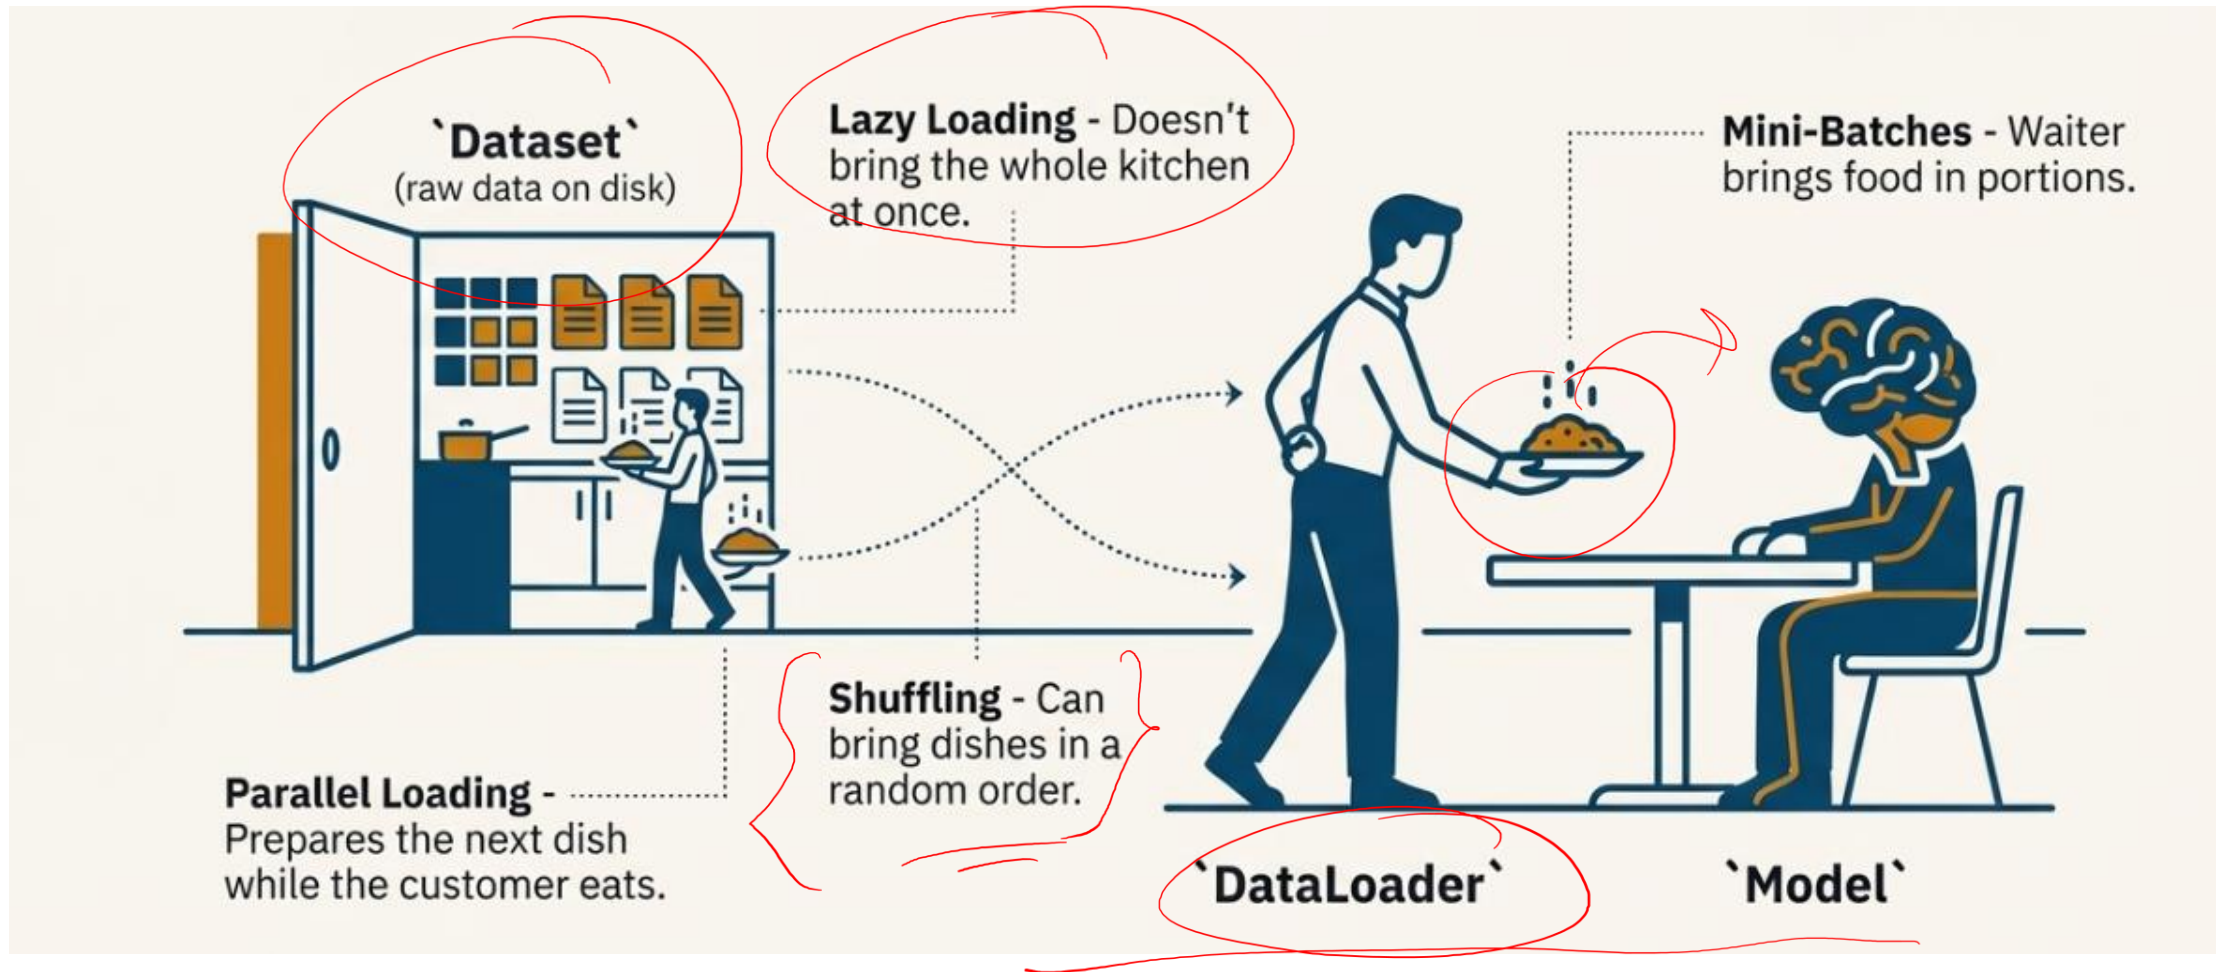 `Dataset`
(raw data on disk)
Lazy Loading - Doesn't
bring the whole kitchen
at once.
Mini-Batches - Waiter
brings food in portions.
Parallel Loading -
Prepares the next dish
while the customer eats.
Shuffling - Can
bring dishes in a
random order.
`DataLoader`
`Model`